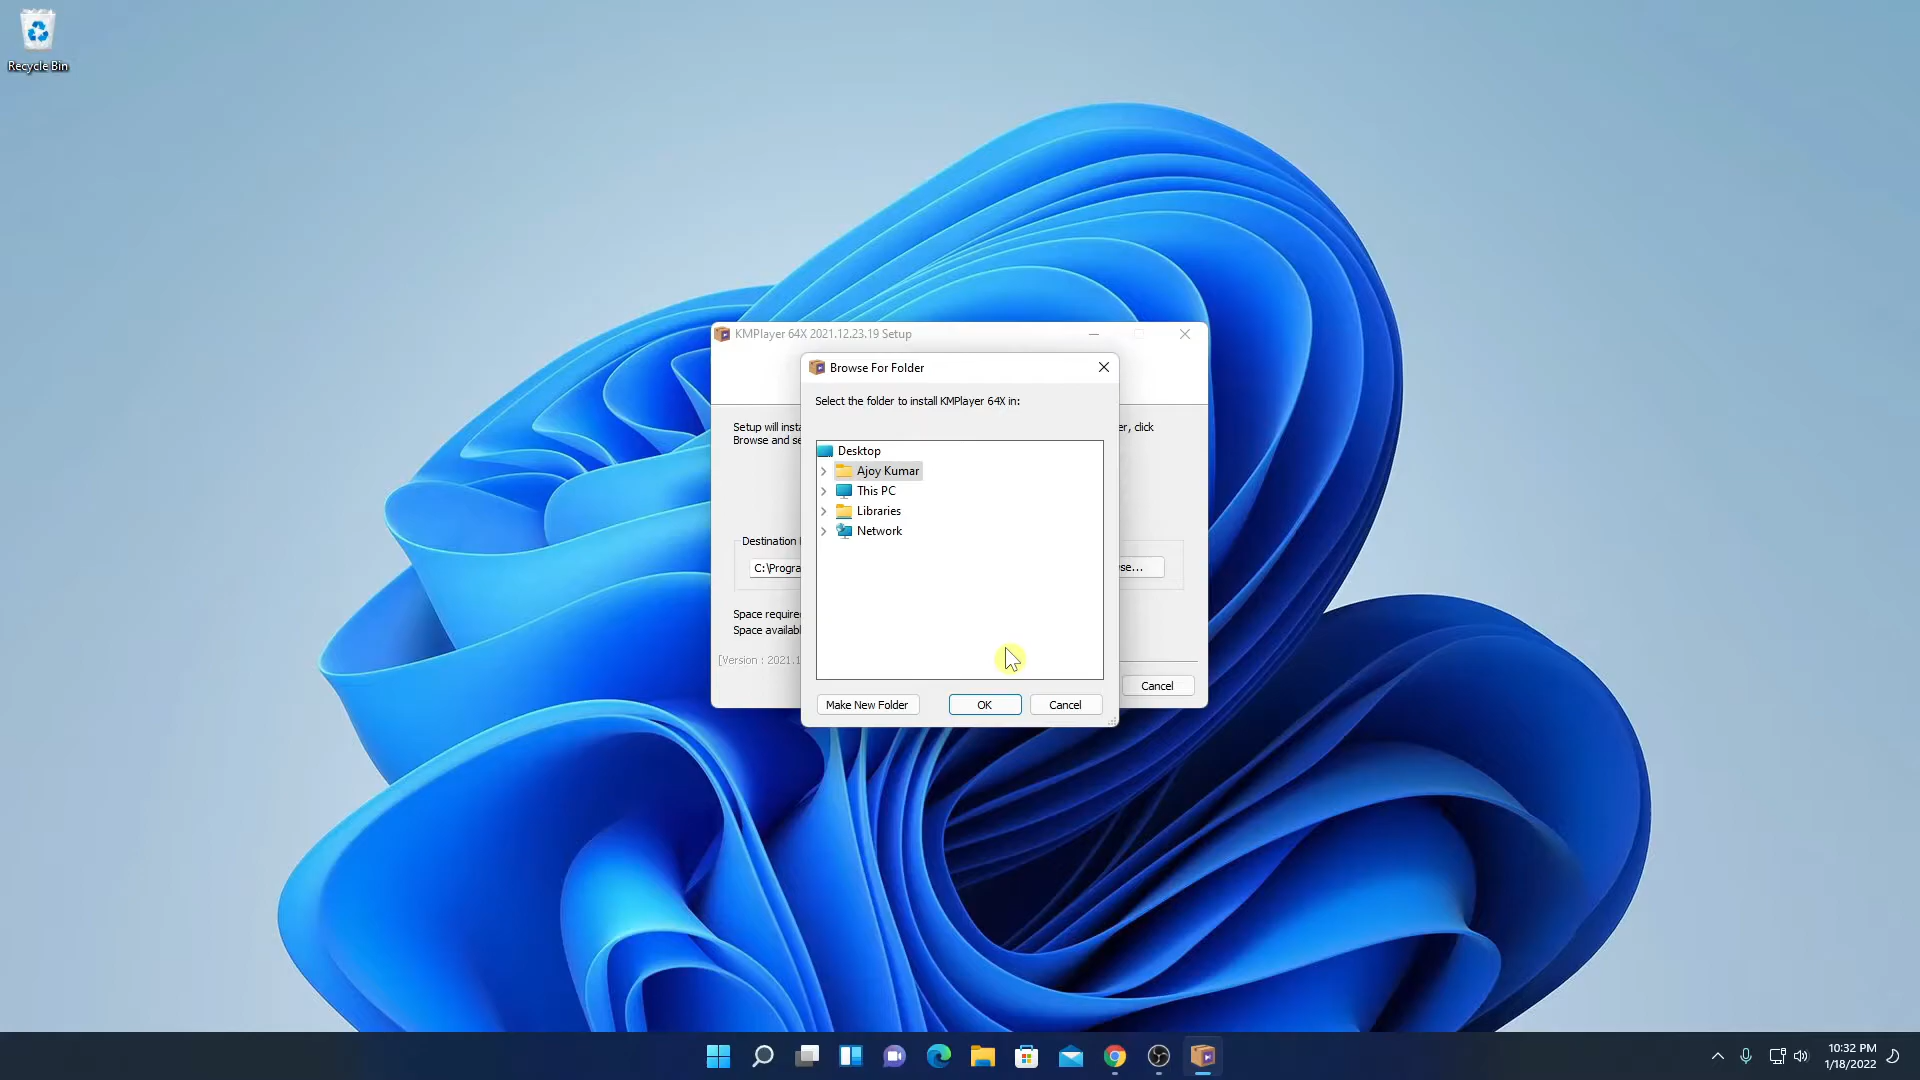 Recycle Bin
KMPlayer 64X 2021.12.23.19 Setup
Browse For Folder
Select the folder to install KMPlayer 64X in:
Setup will insta
er, click
Browse and se
Desktop
Ajoy Kumar
This PC
Libraries
Network
Destination
C:\Progra
se...
Space require
Space availabl
[Version : 2021.1
Cancel
Make New Folder
OK
Cancel
10:32 PM
1/18/2022